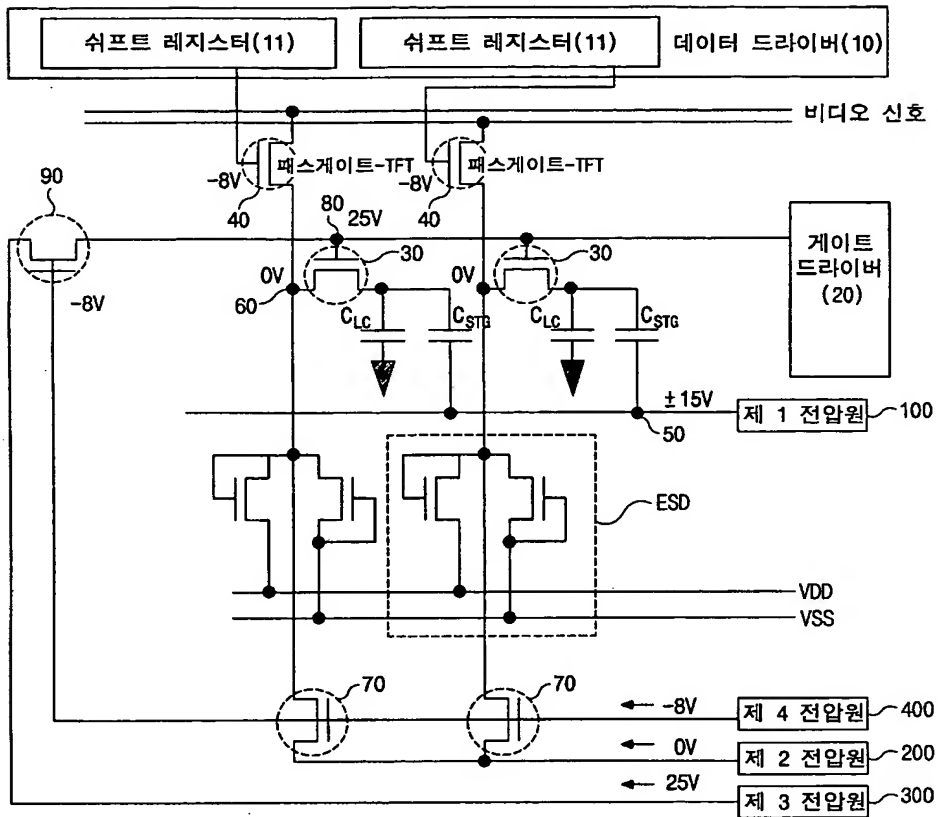 쉬프트 레지스터(11)
쉬프트 레지스터(11)
데이터 드라이버(10)
비디오 신호
패스게이트-TFT
패스게이트-TFT
-8V
-8V
40
40
90
-8V
80
25V
30
30
게이트
드라이버
(20)
0V
60
0V
CLC
CSTG
CLC
CSTG
±15V
제 1 전압원
100
50
ESD
VDD
VSS
70
70
-8V
제 4 전압원
400
0V
제 2 전압원
200
25V
제 3 전압원
300